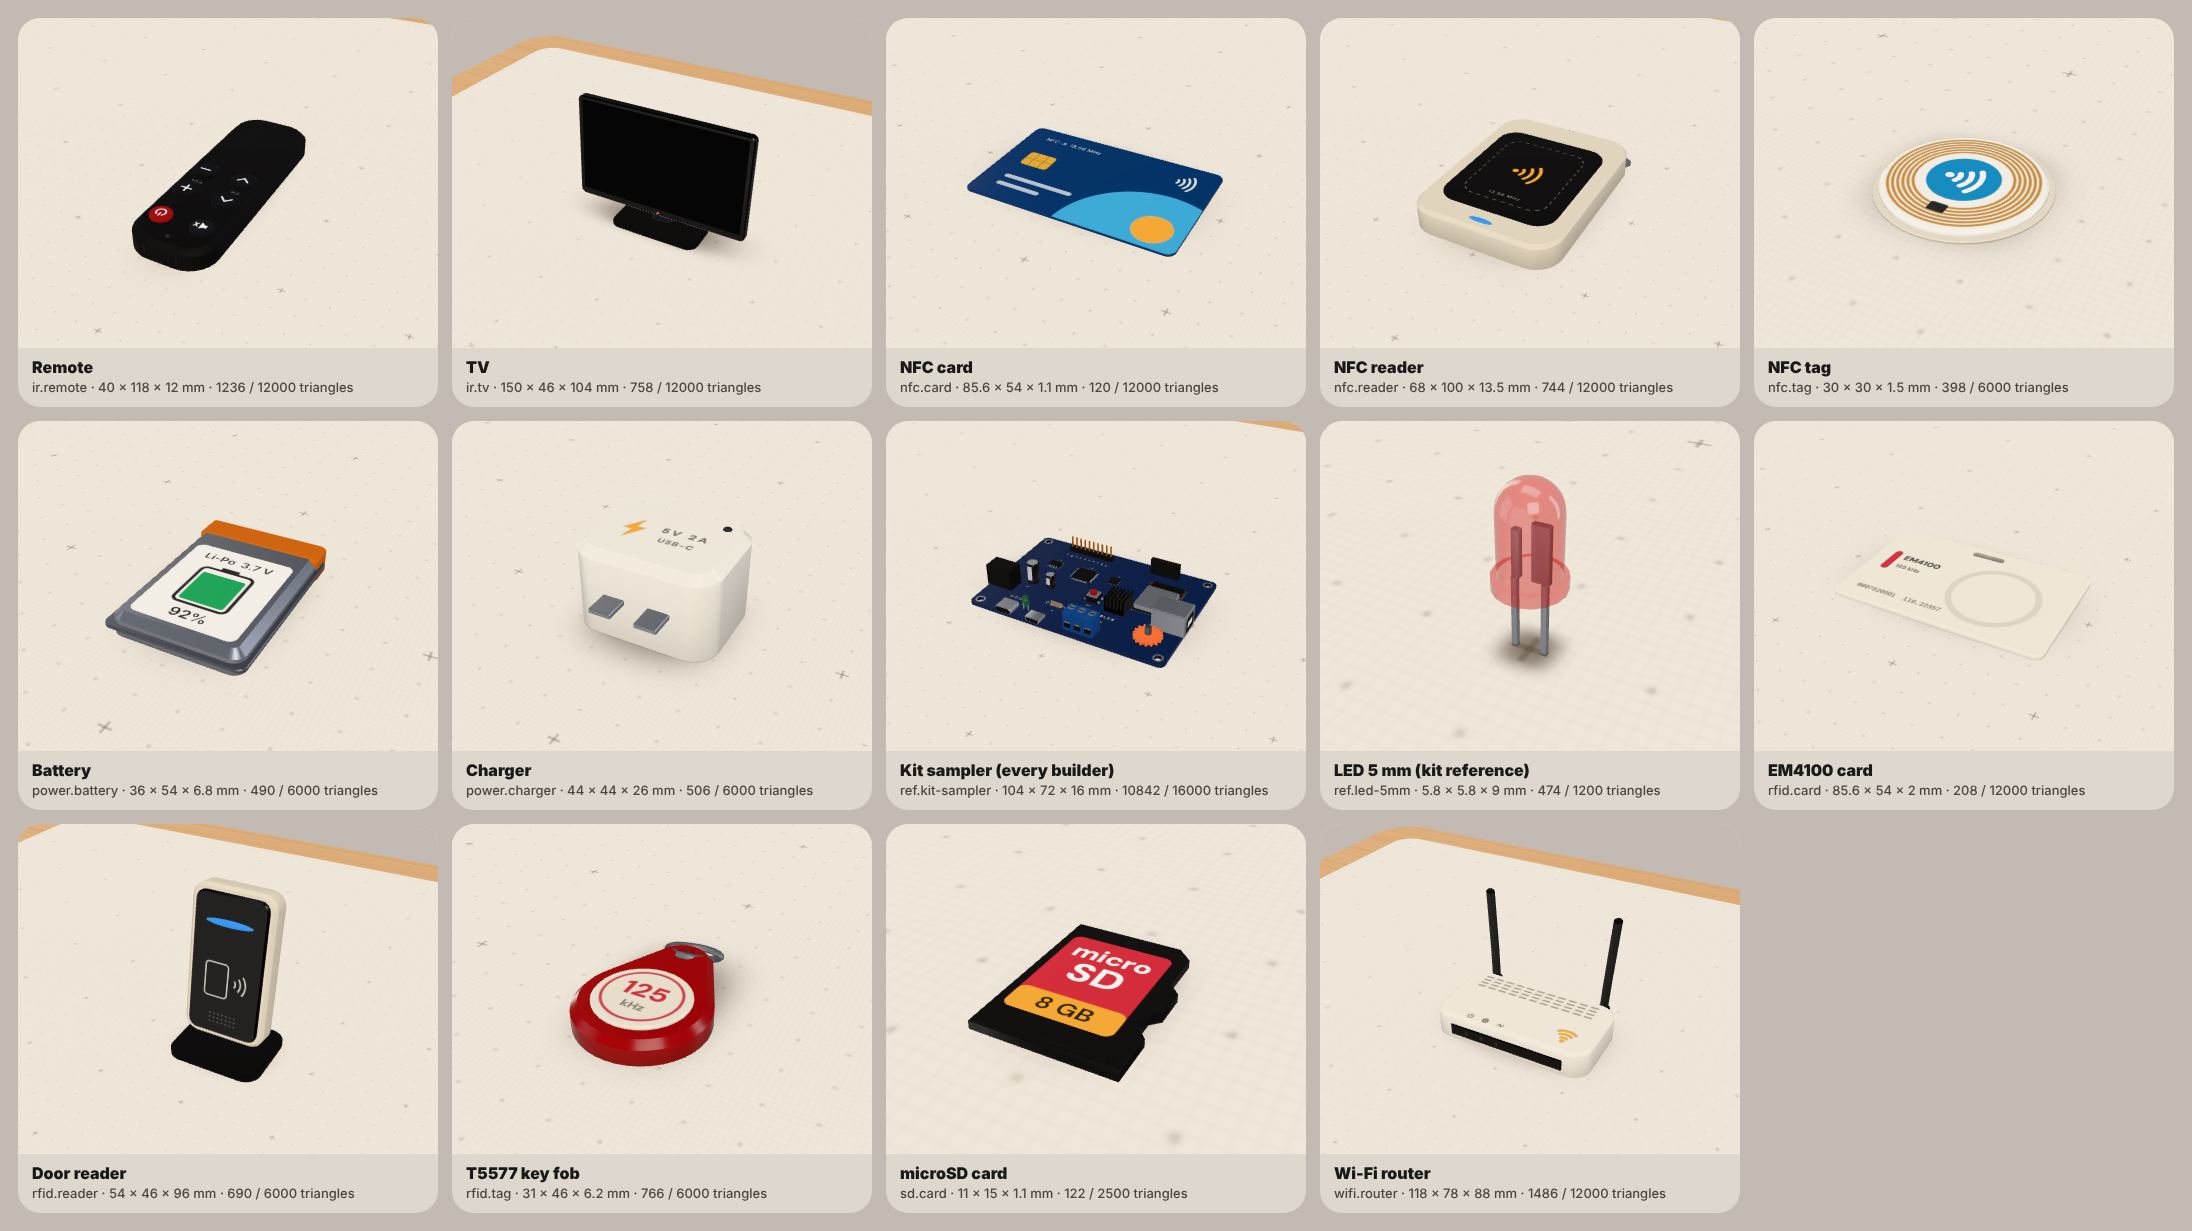 Remote
ir.remote · 40 × 118 × 12 mm · 1236 / 12000 triangles
TV
ir.tv · 150 × 46 × 104 mm · 758 / 12000 triangles
NFC-A 13.56 MHz
NFC card
nfc.card · 85.6 × 54 × 1.1 mm · 120 / 12000 triangles
13.56 MHz
NFC reader
nfc.reader · 68 × 100 × 13.5 mm · 744 / 12000 triangles
NFC tag
nfc.tag · 30 × 30 × 1.5 mm · 398 / 6000 triangles
Li-Po 3.7 V
92%
Battery
power.battery · 36 × 54 × 6.8 mm · 490 / 6000 triangles
5V 2A
USB-C
Charger
power.charger · 44 × 44 × 26 mm · 506 / 6000 triangles
Kit sampler (every builder)
ref.kit-sampler · 104 × 72 × 16 mm · 10842 / 16000 triangles
LED 5 mm (kit reference)
ref.led-5mm · 5.8 × 5.8 × 9 mm · 474 / 1200 triangles
EM4100
125 kHz
EM4100 card
rfid.card · 85.6 × 54 × 2 mm · 208 / 12000 triangles
Door reader
rfid.reader · 54 × 46 × 96 mm · 690 / 6000 triangles
125
kHz
T5577 key fob
rfid.tag · 31 × 46 × 6.2 mm · 766 / 6000 triangles
micro
SD
8 GB
microSD card
sd.card · 11 × 15 × 1.1 mm · 122 / 2500 triangles
Wi-Fi router
wifi.router · 118 × 78 × 88 mm · 1486 / 12000 triangles